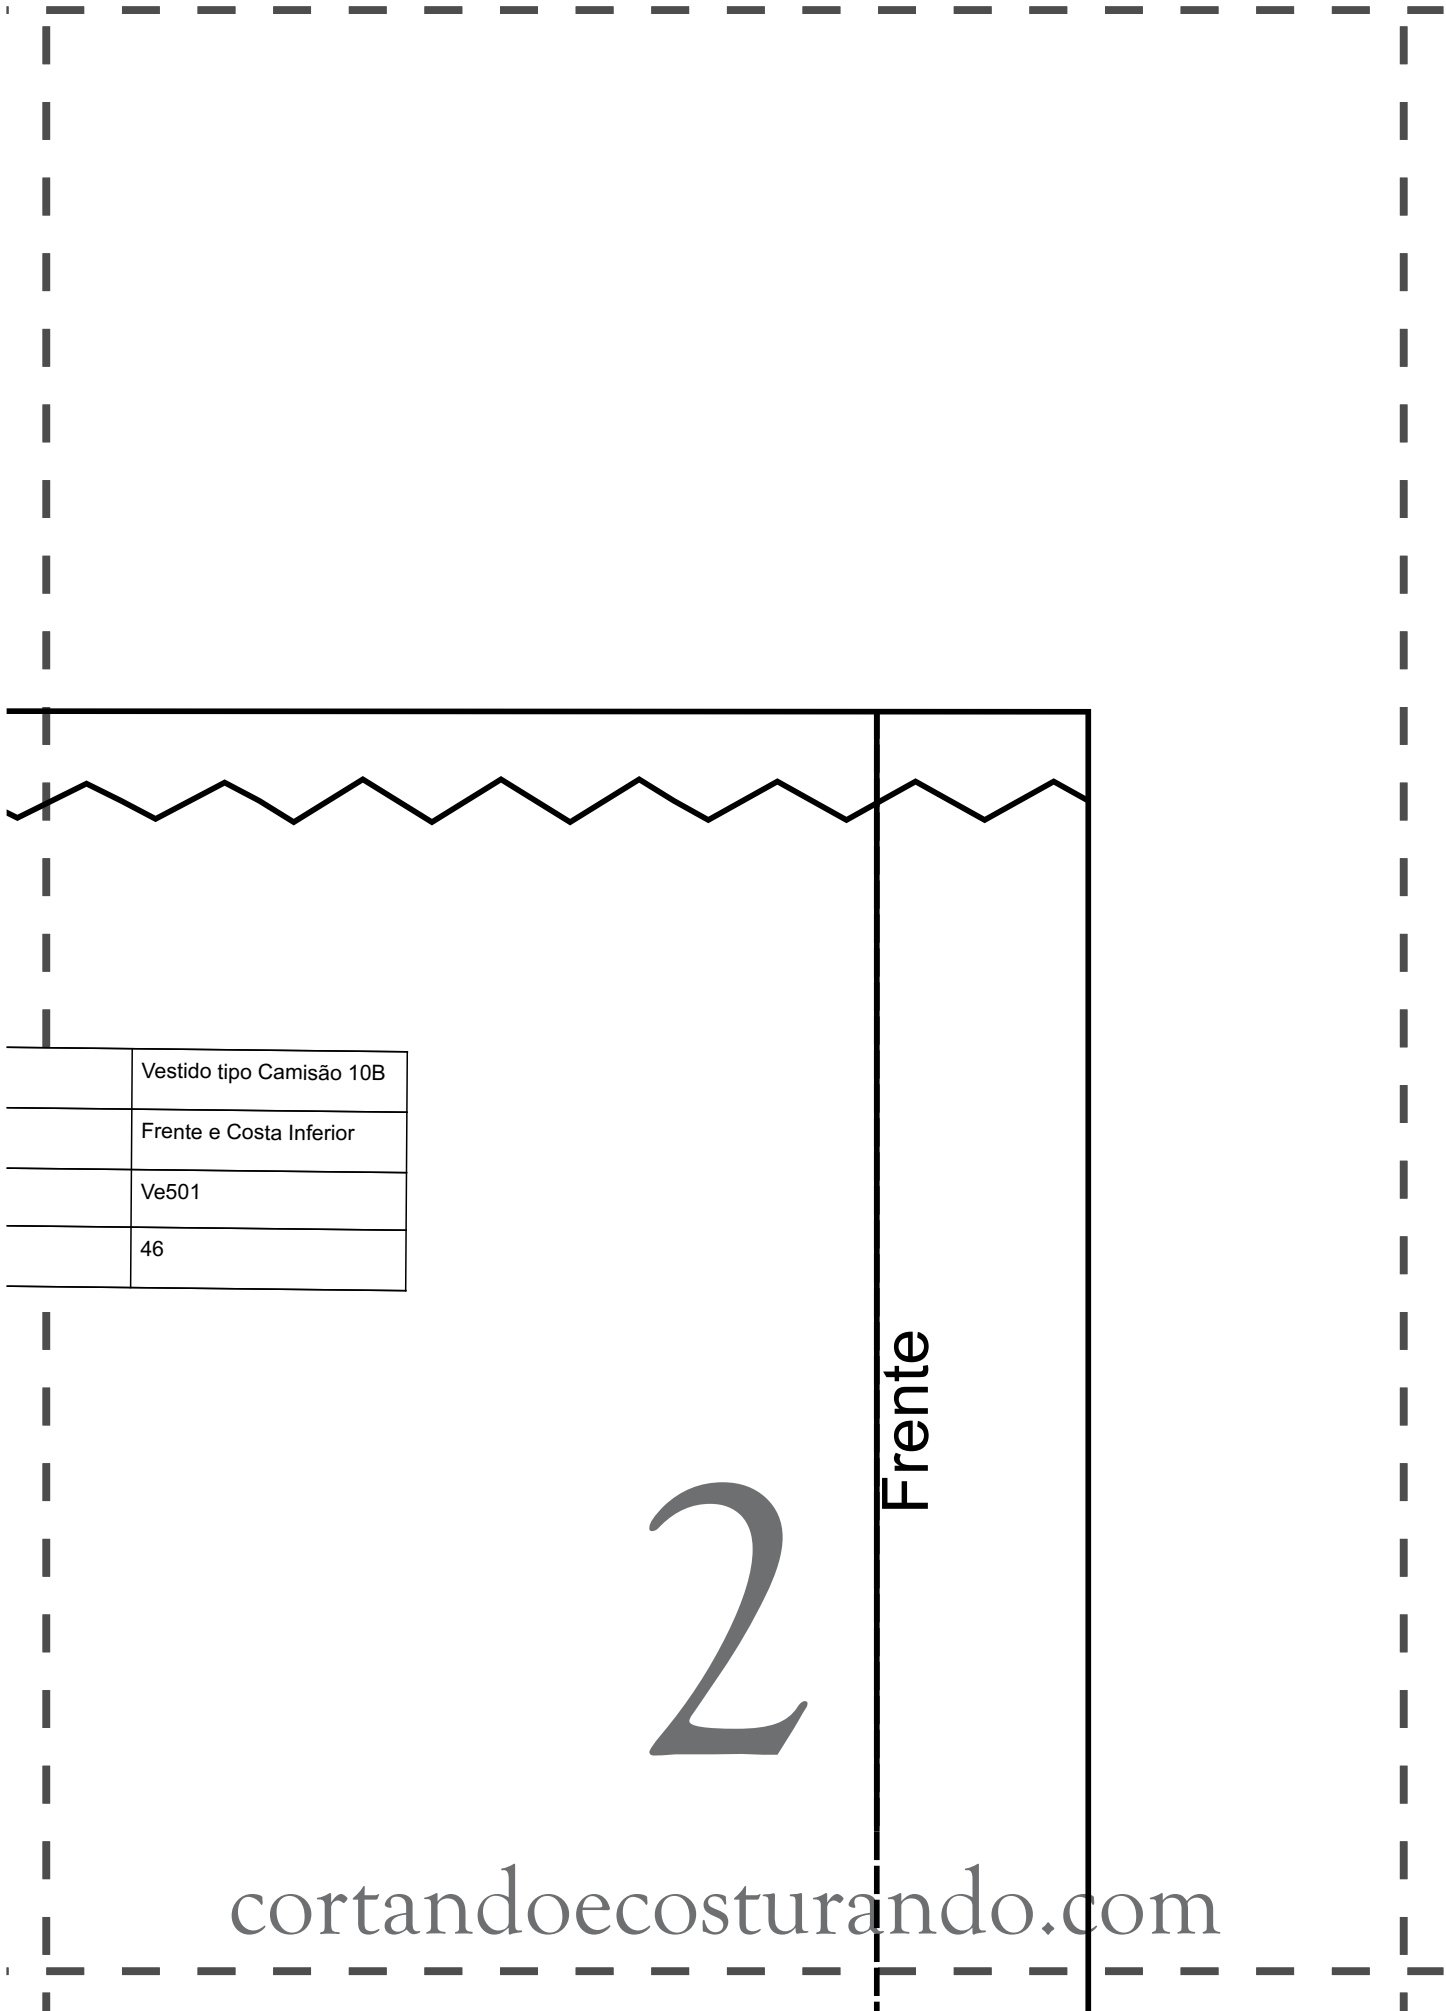 Vestido tipo Camisão 10B
Frente e Costa Inferior
Ve501
46
Frente
2
cortandoecosturando.com